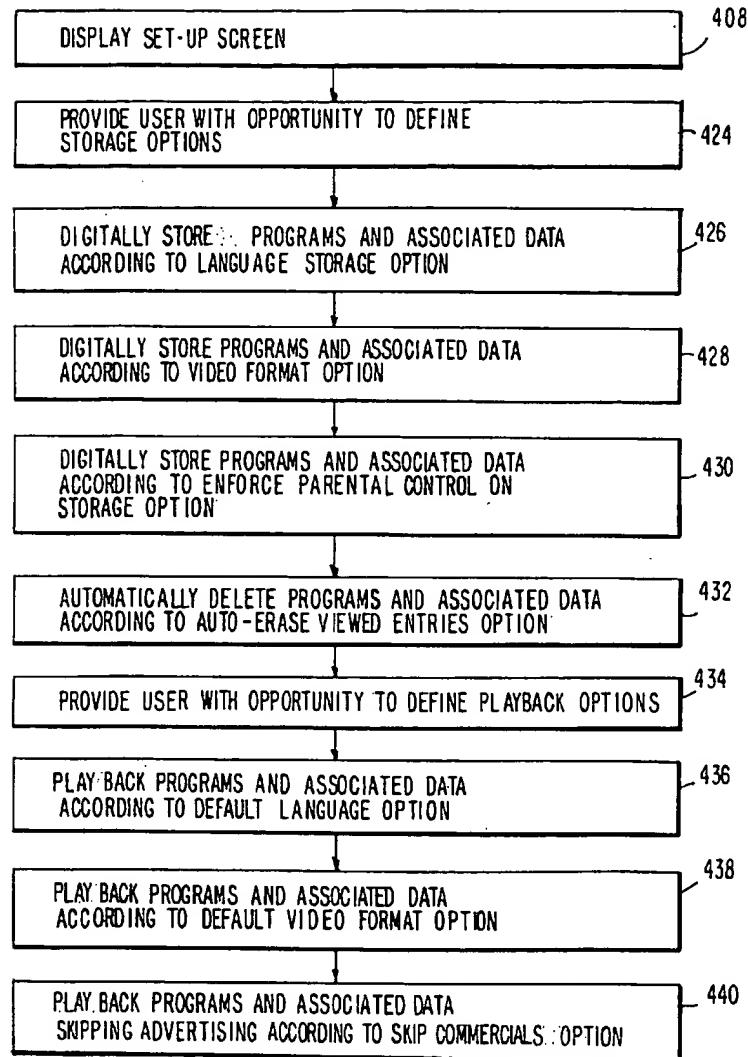 408
DISPLAY SET-UP SCREEN
PROVIDE USER WITH OPPORTUNITY TO DEFINE
STORAGE OPTIONS
424
DIGITALLY STORE PROGRAMS AND ASSOCIATED DATA
ACCORDING TO LANGUAGE STORAGE OPTION
426
DIGITALLY STORE PROGRAMS AND ASSOCIATED DATA
ACCORDING TO VIDEO FORMAT OPTION
428
DIGITALLY STORE PROGRAMS AND ASSOCIATED DATA
ACCORDING TO ENFORCE PARENTAL CONTROL ON
STORAGE OPTION
430
AUTOMATICALLY DELETE PROGRAMS AND ASSOCIATED DATA
ACCORDING TO AUTO-ERASE VIEWED ENTRIES OPTION
432
PROVIDE USER WITH OPPORTUNITY TO DEFINE PLAYBACK OPTIONS
434
PLAY BACK PROGRAMS AND ASSOCIATED DATA
ACCORDING TO DEFAULT LANGUAGE OPTION
436
PLAY BACK PROGRAMS AND ASSOCIATED DATA
ACCORDING TO DEFAULT VIDEO FORMAT OPTION
438
PLAY BACK PROGRAMS AND ASSOCIATED DATA
SKIPPING ADVERTISING ACCORDING TO SKIP COMMERCIALS OPTION
440